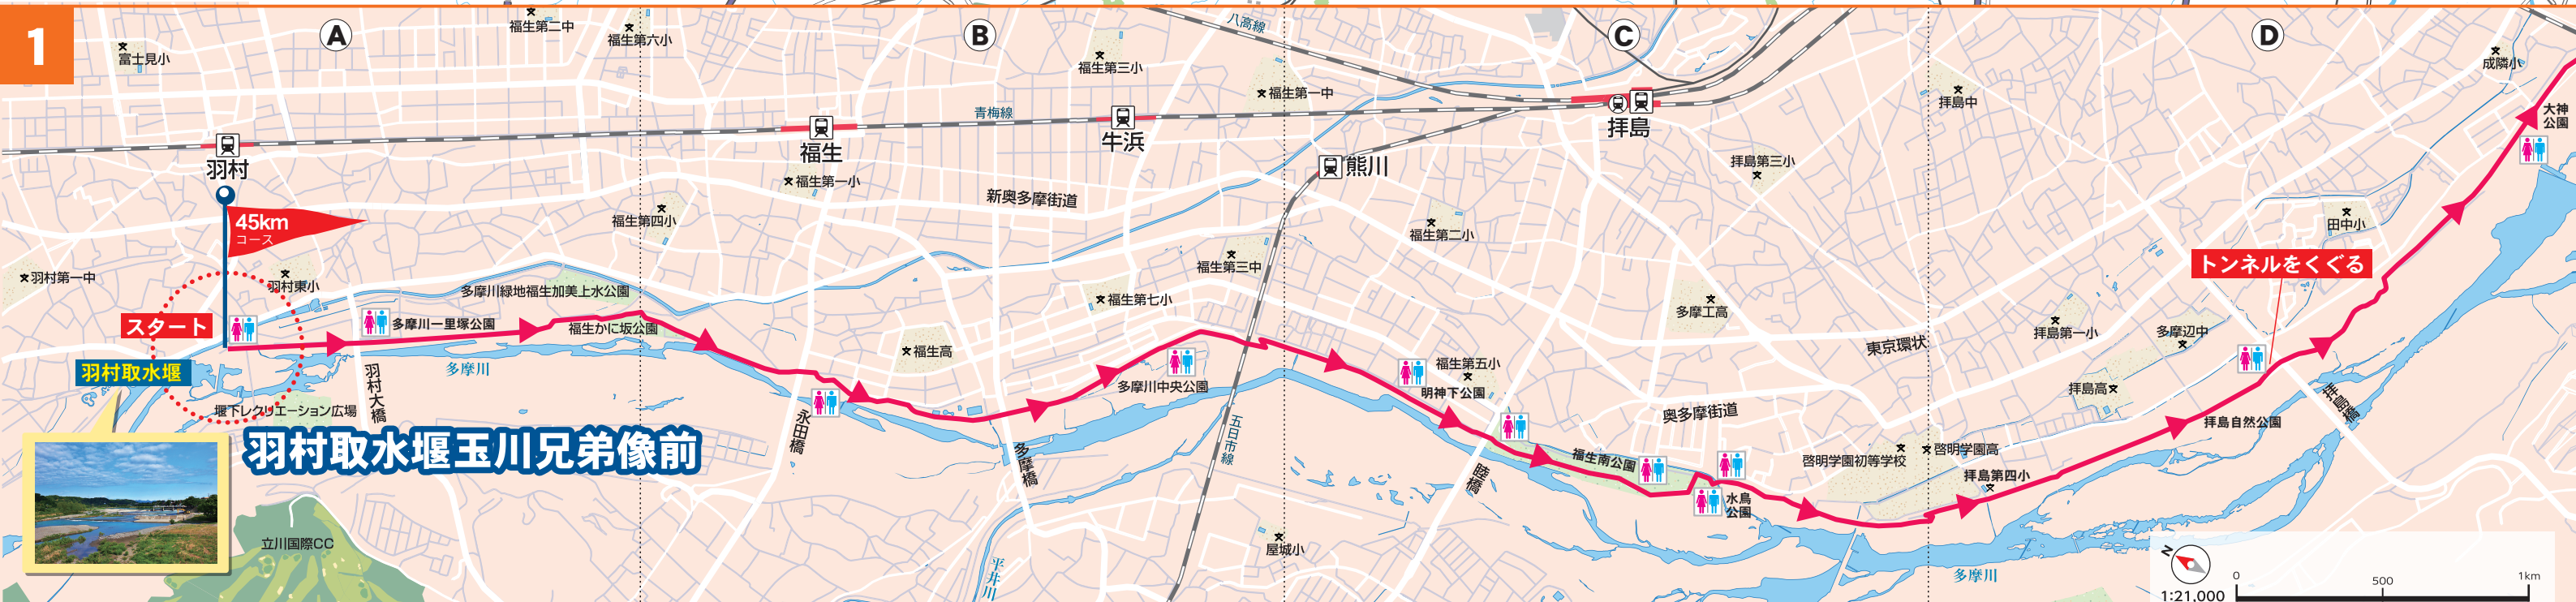 1
A
B
C
D
富士見小
福生第二中
福生第六小
福生第三小
八高線
福生第一中
拝島中
成隣小
大神
公園
青梅線
羽村
福生
牛浜
拝島
熊川
拝島第三小
福生第一小
新奥多摩街道
福生第四小
福生第二小
田中小
45km
コース
トンネルをくぐる
羽村第一中
羽村東小
多摩川緑地福生加美上水公園
福生第三中
福生第七小
多摩工高
拝島第一小
多摩辺中
スタート
多摩川一里塚公園
福生かに坂公園
東京環状
福生高
羽村取水堰
多摩川
羽村大橋
多摩川中央公園
福生第五小
明神下公園
拝島高
拝島橋
堰下レクリエーション広場
永田橋
奥多摩街道
拝島自然公園
羽村取水堰玉川兄弟像前
多摩橋
五日市線
睦橋
福生南公園
啓明学園初等学校
啓明学園高
拝島第四小
水鳥
公園
立川国際CC
平井川
屋城小
多摩川
N
0
500
1km
1:21,000